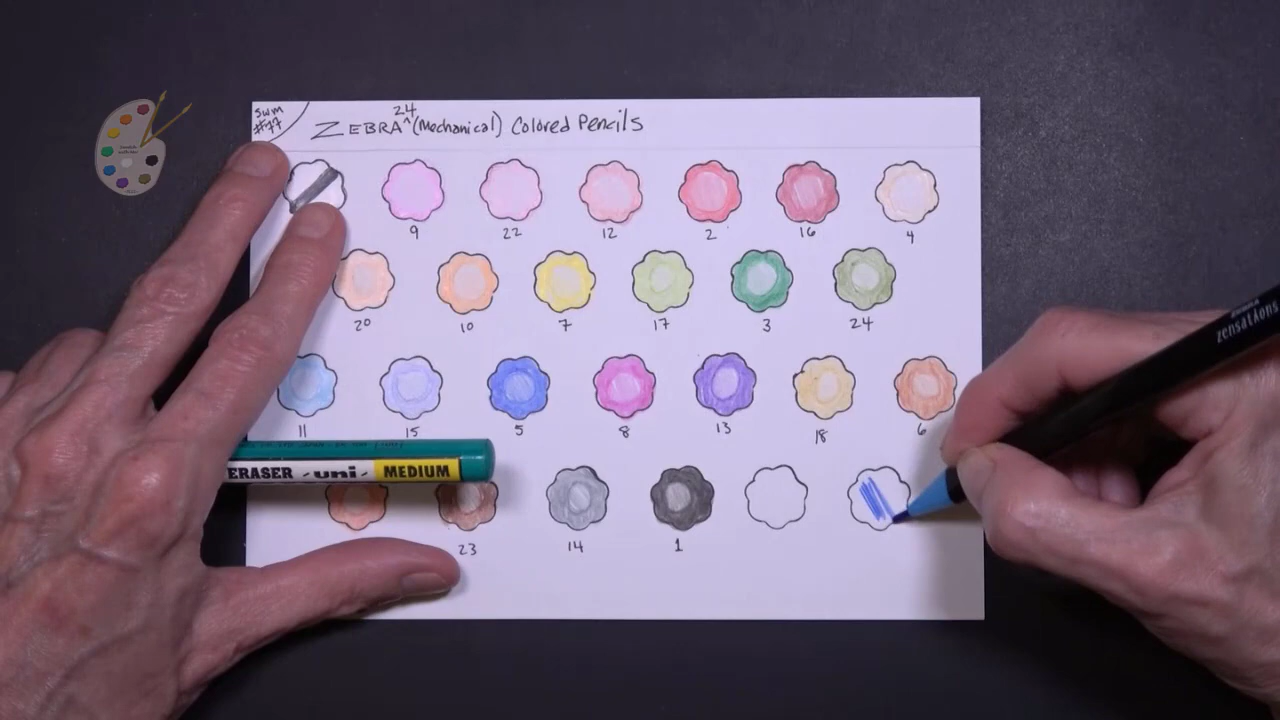 SWM
#77
24
ZEBRA ^ (Mechanical) Colored Pencils
9 22 12 2 16 4
20 10 7 17 3 24
11 15 5 8 13 18 6
ERASER uni MEDIUM
23 14 1
ZEBRA
zensations